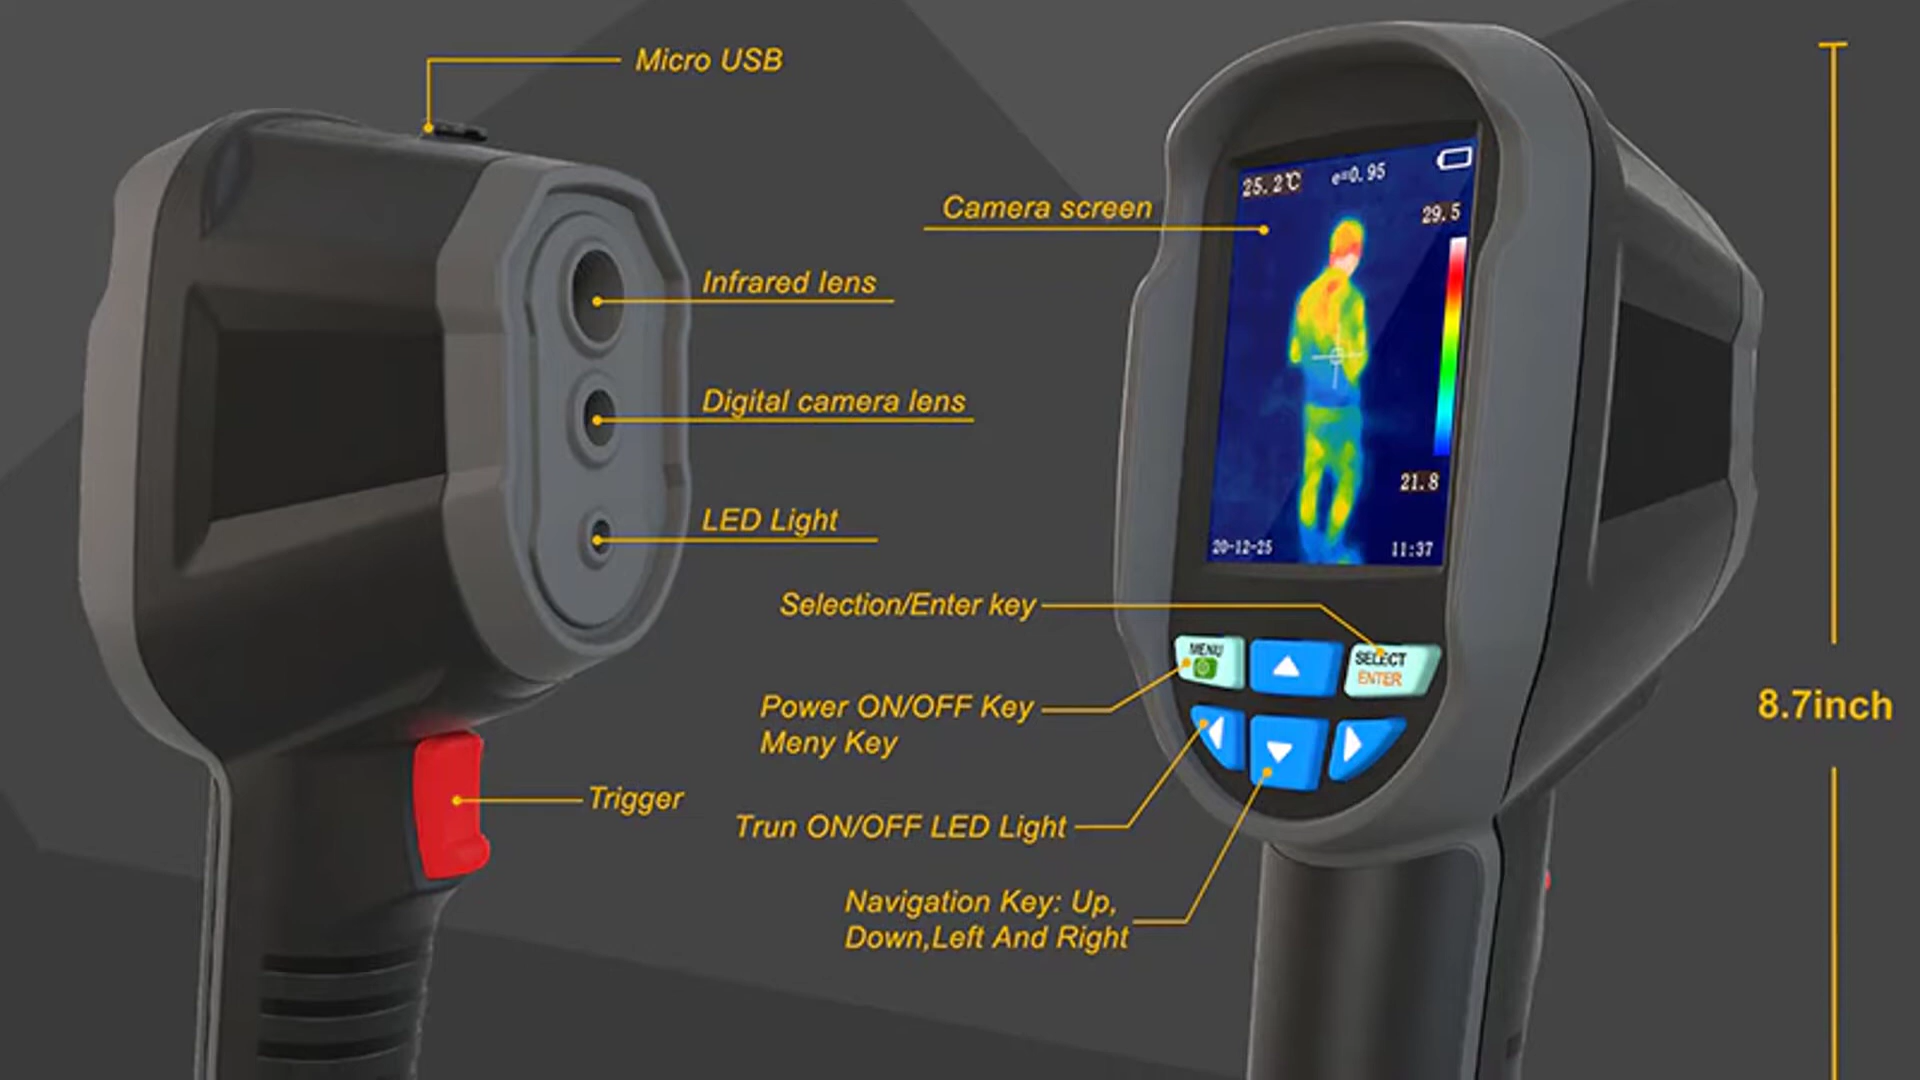 Micro USB
Infrared lens
Digital camera lens
LED Light
Trigger
Camera screen
25.2℃ e=0.95
29.5
21.8
20-12-25 11:37
Selection/Enter key
MENU
SELECT
ENTER
Power ON/OFF Key
Meny Key
Trun ON/OFF LED Light
Navigation Key: Up,
Down,Left And Right
8.7inch